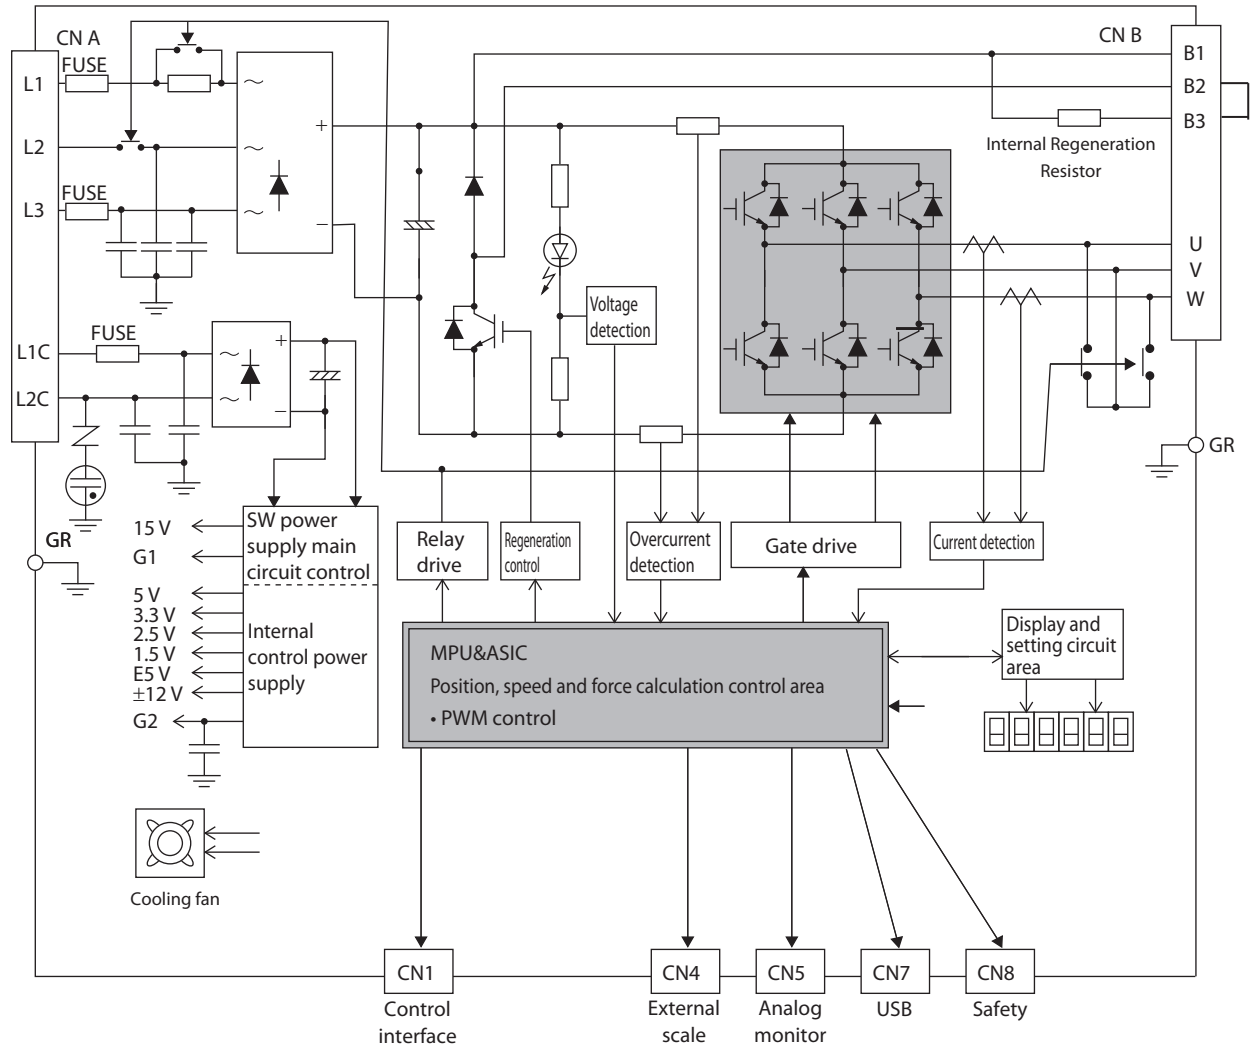 CN A
CN B
FUSE
L1
B1
B2
B3
L2
Internal Regeneration
Resistor
FUSE
L3
+
−
U
V
W
Voltage
detection
FUSE
L1C
L2C
+
−
GR
GR
15 V
G1
5 V
3.3 V
2.5 V
1.5 V
E5 V
±12 V
G2
SW power
supply main
circuit control
Internal
control power
supply
Relay
drive
Regeneration
control
Overcurrent
detection
Gate drive
Current detection
MPU&ASIC
Position, speed and force calculation control area
• PWM control
Display and
setting circuit
area
Cooling fan
CN1
Control
interface
CN4
External
scale
CN5
Analog
monitor
CN7
USB
CN8
Safety